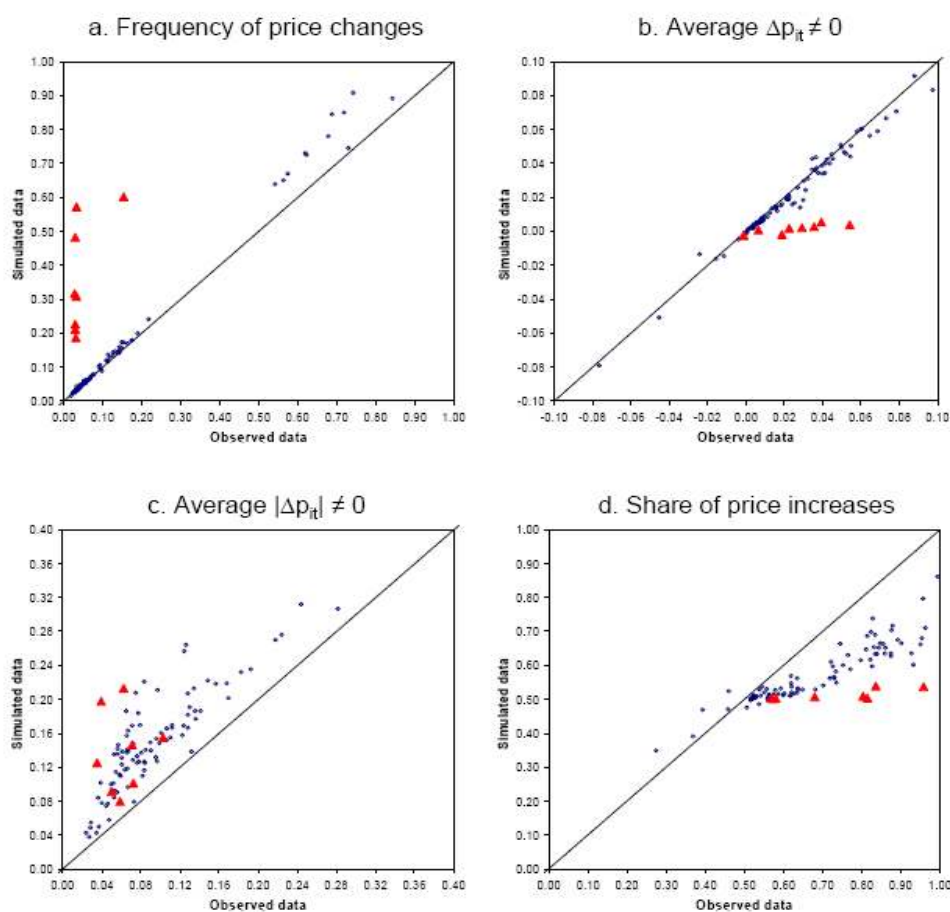 a. Frequency of price changes
1.00
0.90
0.80
0.70
0.60
0.50
0.40
0.30
0.20
0.10
0.00
Simulated data
0.00 0.10 0.20 0.30 0.40 0.50 0.60 0.70 0.80 0.90 1.00
Observed data
b. Average Δpit ≠ 0
0.10
0.08
0.06
0.04
0.02
0.00
-0.02
-0.04
-0.06
-0.08
-0.10
Simulated data
-0.10 -0.08 -0.06 -0.04 -0.02 0.00 0.02 0.04 0.06 0.08 0.10
Observed data
c. Average |Δpit| ≠ 0
0.40
0.36
0.32
0.28
0.24
0.20
0.16
0.12
0.08
0.04
0.00
Simulated data
0.00 0.04 0.08 0.12 0.16 0.20 0.24 0.28 0.32 0.36 0.40
Observed data
d. Share of price increases
1.00
0.90
0.80
0.70
0.60
0.50
0.40
0.30
0.20
0.10
0.00
Simulated data
0.00 0.10 0.20 0.30 0.40 0.50 0.60 0.70 0.80 0.90 1.00
Observed data